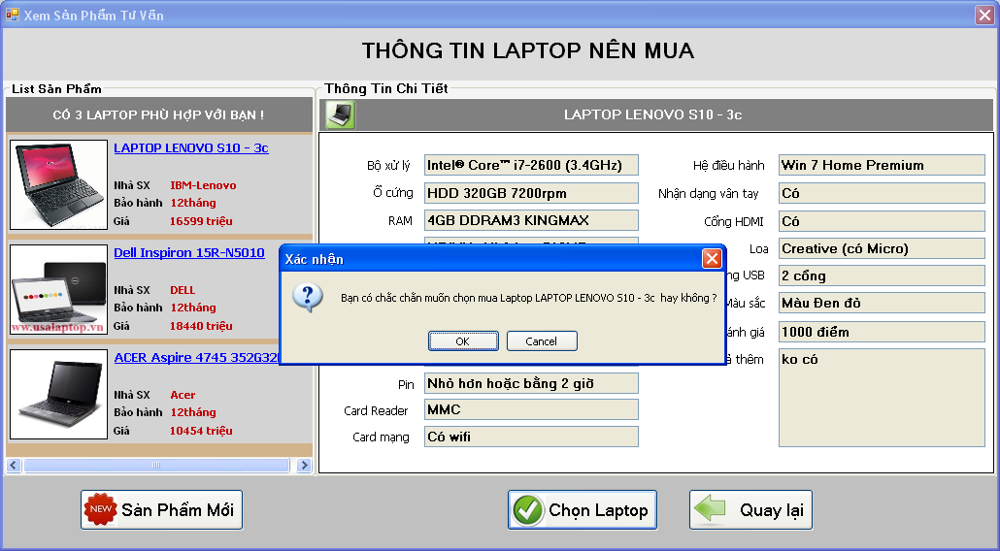 Xem Sản Phẩm Tư Vấn
THÔNG TIN LAPTOP NÊN MUA
List Sản Phẩm
CÓ 3 LAPTOP PHÙ HỢP VỚI BẠN !
LAPTOP LENOVO S10 - 3c
Nhà SX IBM-Lenovo
Bảo hành 12tháng
Giá 16599 triệu
Dell Inspiron 15R-N5010
Nhà SX DELL
Bảo hành 12tháng
Giá 18440 triệu
www.usalaptop.vn
ACER Aspire 4745 352G32
Nhà SX Acer
Bảo hành 12tháng
Giá 10454 triệu
Thông Tin Chi Tiết
LAPTOP LENOVO S10 - 3c
Bộ xử lý Intel® Core™ i7-2600 (3.4GHz)
Ổ cứng HDD 320GB 7200rpm
RAM 4GB DDRAM3 KINGMAX
Pin Nhỏ hơn hoặc bằng 2 giờ
Card Reader MMC
Card mạng Có wifi
Hệ điều hành Win 7 Home Premium
Nhận dạng vân tay Có
Cổng HDMI Có
Loa Creative (có Micro)
USB 2 cổng
Màu sắc Màu Đen đỏ
giá 1000 điểm
thêm ko có
Xác nhận
Bạn có chắc chắn muốn chọn mua Laptop LAPTOP LENOVO S10 - 3c hay không ?
OK
Cancel
NEW Sản Phẩm Mới
Chọn Laptop
Quay lại